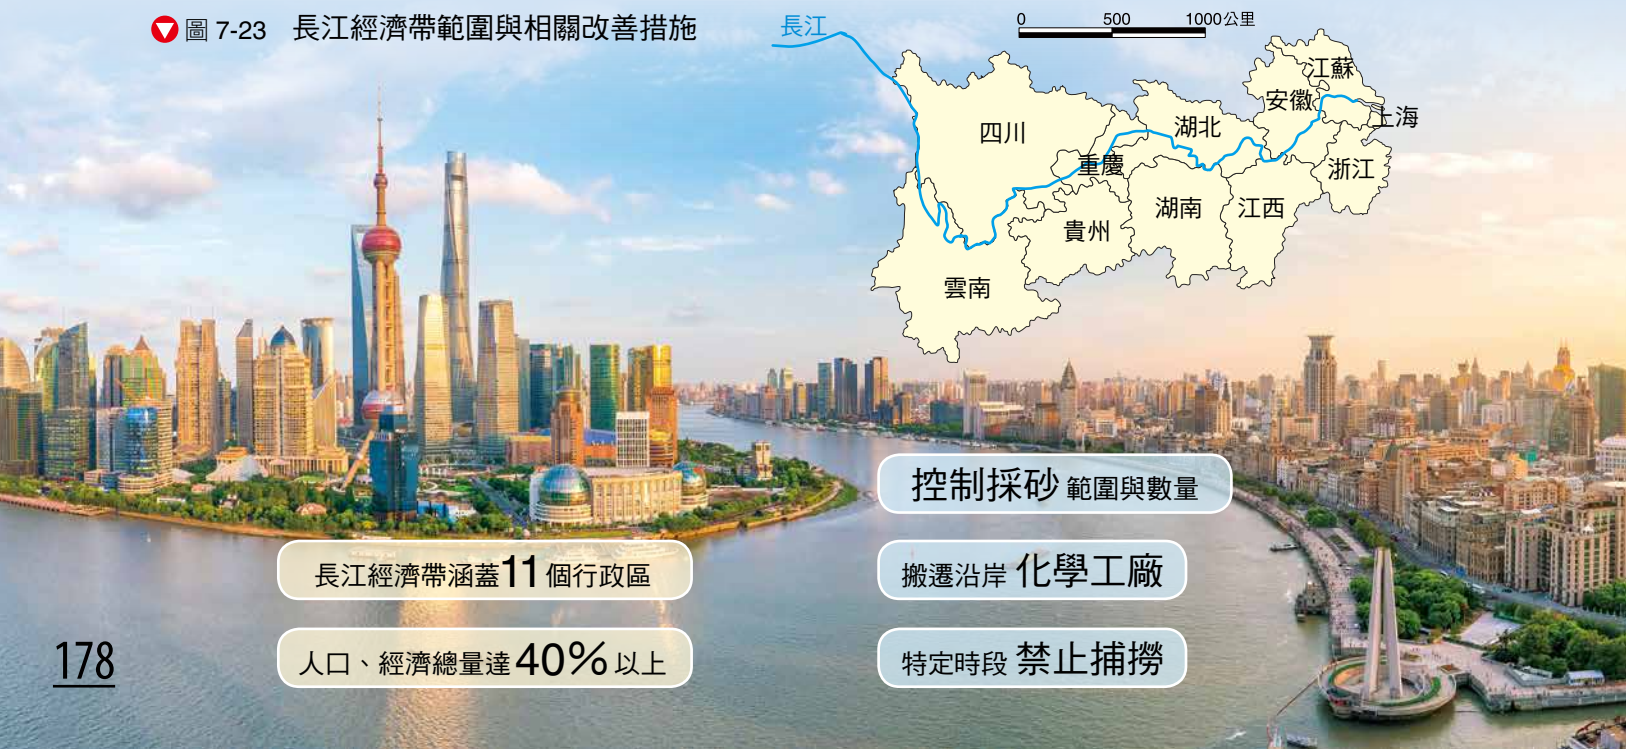 圖 7-23 長江經濟帶範圍與相關改善措施
長江
0 500 1000公里
江蘇
安徽
上海
湖北
四川
重慶
浙江
湖南
江西
貴州
雲南
控制採砂 範圍與數量
長江經濟帶涵蓋11個行政區
搬遷沿岸 化學工廠
人口、經濟總量達40%以上
特定時段 禁止捕撈
178